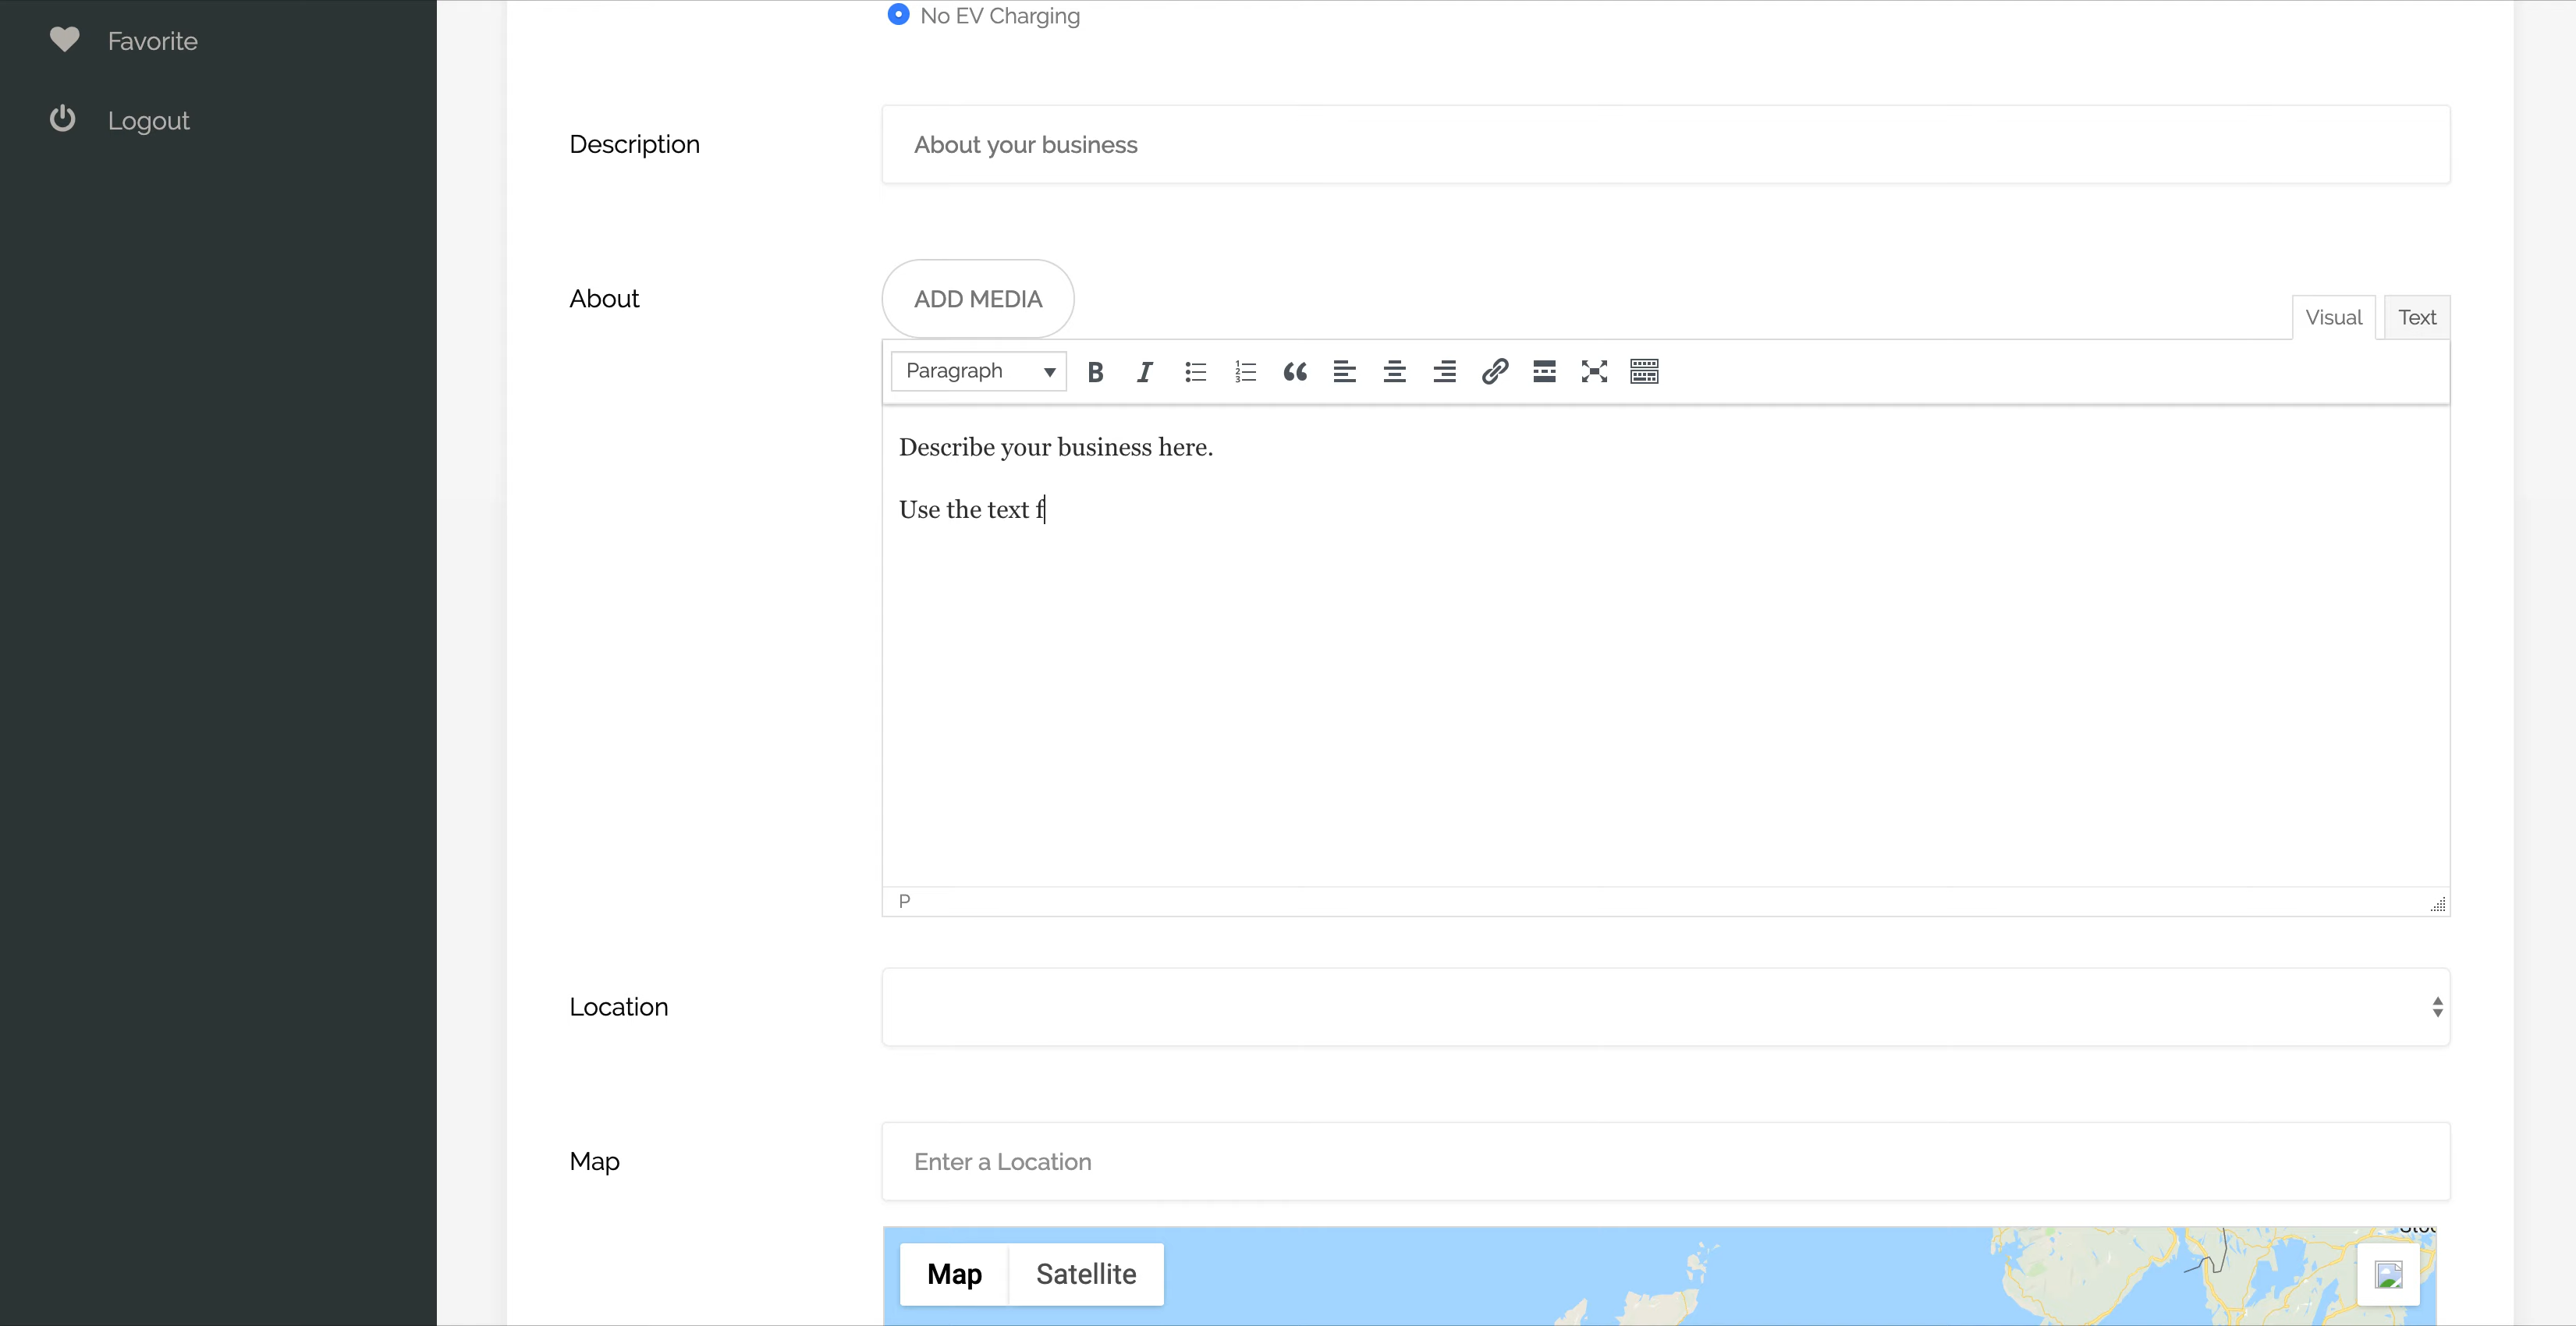 Favorite
Logout
No EV Charging
Description
About your business
About
ADD MEDIA
Visual
Text
Paragraph
Describe your business here.
Use the text f
P
Location
Map
Enter a Location
Map
Satellite